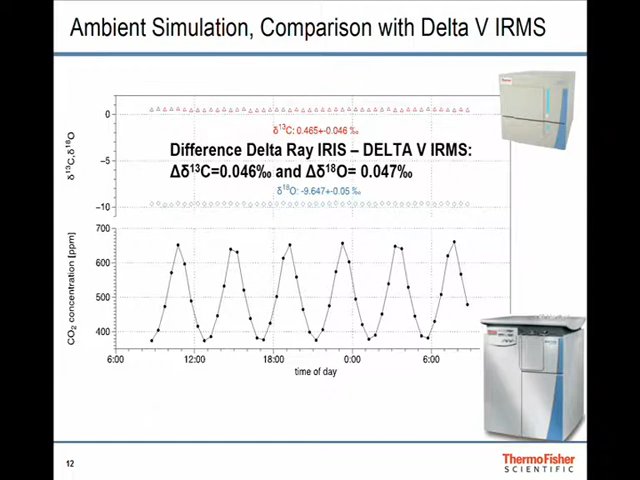 Ambient Simulation, Comparison with Delta V IRMS
δ¹³C,δ¹⁸O
0
−5
−10
δ¹³C: 0.465+-0.046 ‰
Difference Delta Ray IRIS – DELTA V IRMS:
Δδ¹³C=0.046‰ and Δδ¹⁸O= 0.047‰
δ¹⁸O: -9.647+-0.05 ‰
CO₂ concentration [ppm]
700
600
500
400
6:00 12:00 18:00 0:00 6:00
time of day
12
ThermoFisher
SCIENTIFIC